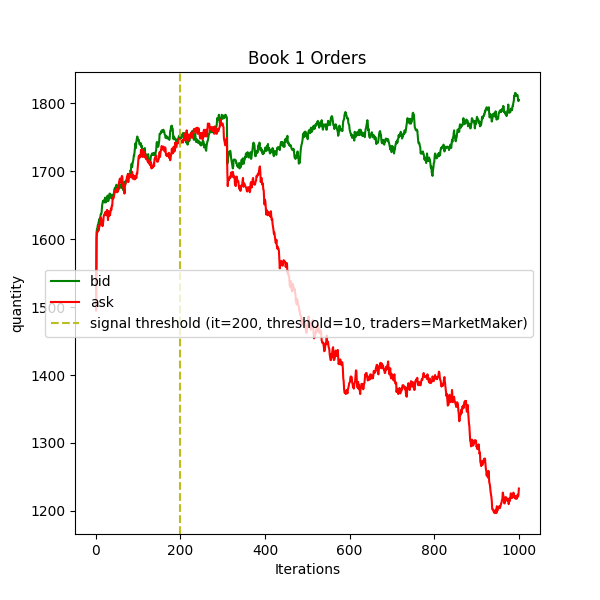 Book 1 Orders
1800
1700
1600
1500
1400
1300
1200
quantity
bid
ask
signal threshold (it=200, threshold=10, traders=MarketMaker)
0
200
400
600
800
1000
Iterations